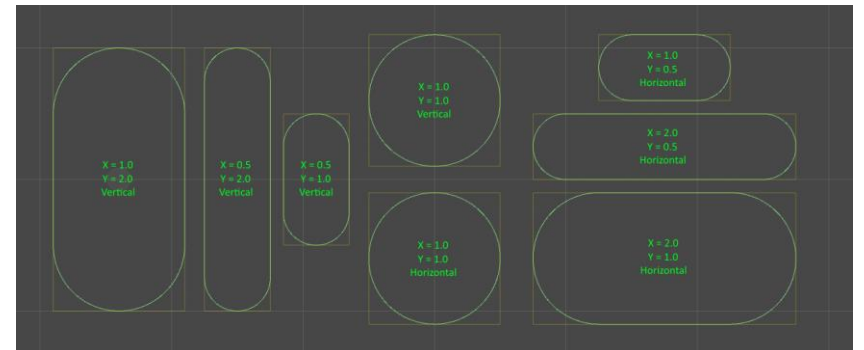 X = 1.0
Y = 2.0
Vertical
X = 0.5
Y = 2.0
Vertical
X = 0.5
Y = 1.0
Vertical
X = 1.0
Y = 1.0
Vertical
X = 1.0
Y = 1.0
Horizontal
X = 1.0
Y = 0.5
Horizontal
X = 2.0
Y = 0.5
Horizontal
X = 2.0
Y = 1.0
Horizontal